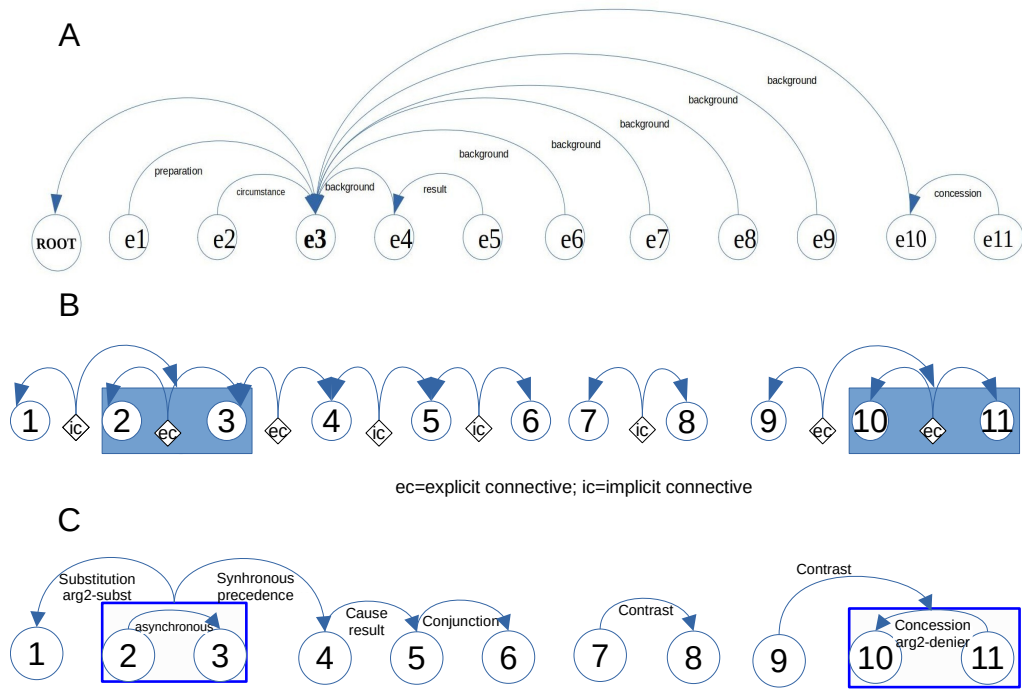 A
background
background
background
background
background
preparation
circumstance
background
result
concession
ROOT
e1
e2
e3
e4
e5
e6
e7
e8
e9
e10
e11
B
1
ic
2
ec
3
ec
4
ic
5
ic
6
7
ic
8
9
ec
10
ec
11
ec=explicit connective; ic=implicit connective
C
Substitution
arg2-subst
Synhronous
precedence
asynchronous
Cause
result
Conjunction
Contrast
Contrast
Concession
arg2-denier
1
2
3
4
5
6
7
8
9
10
11